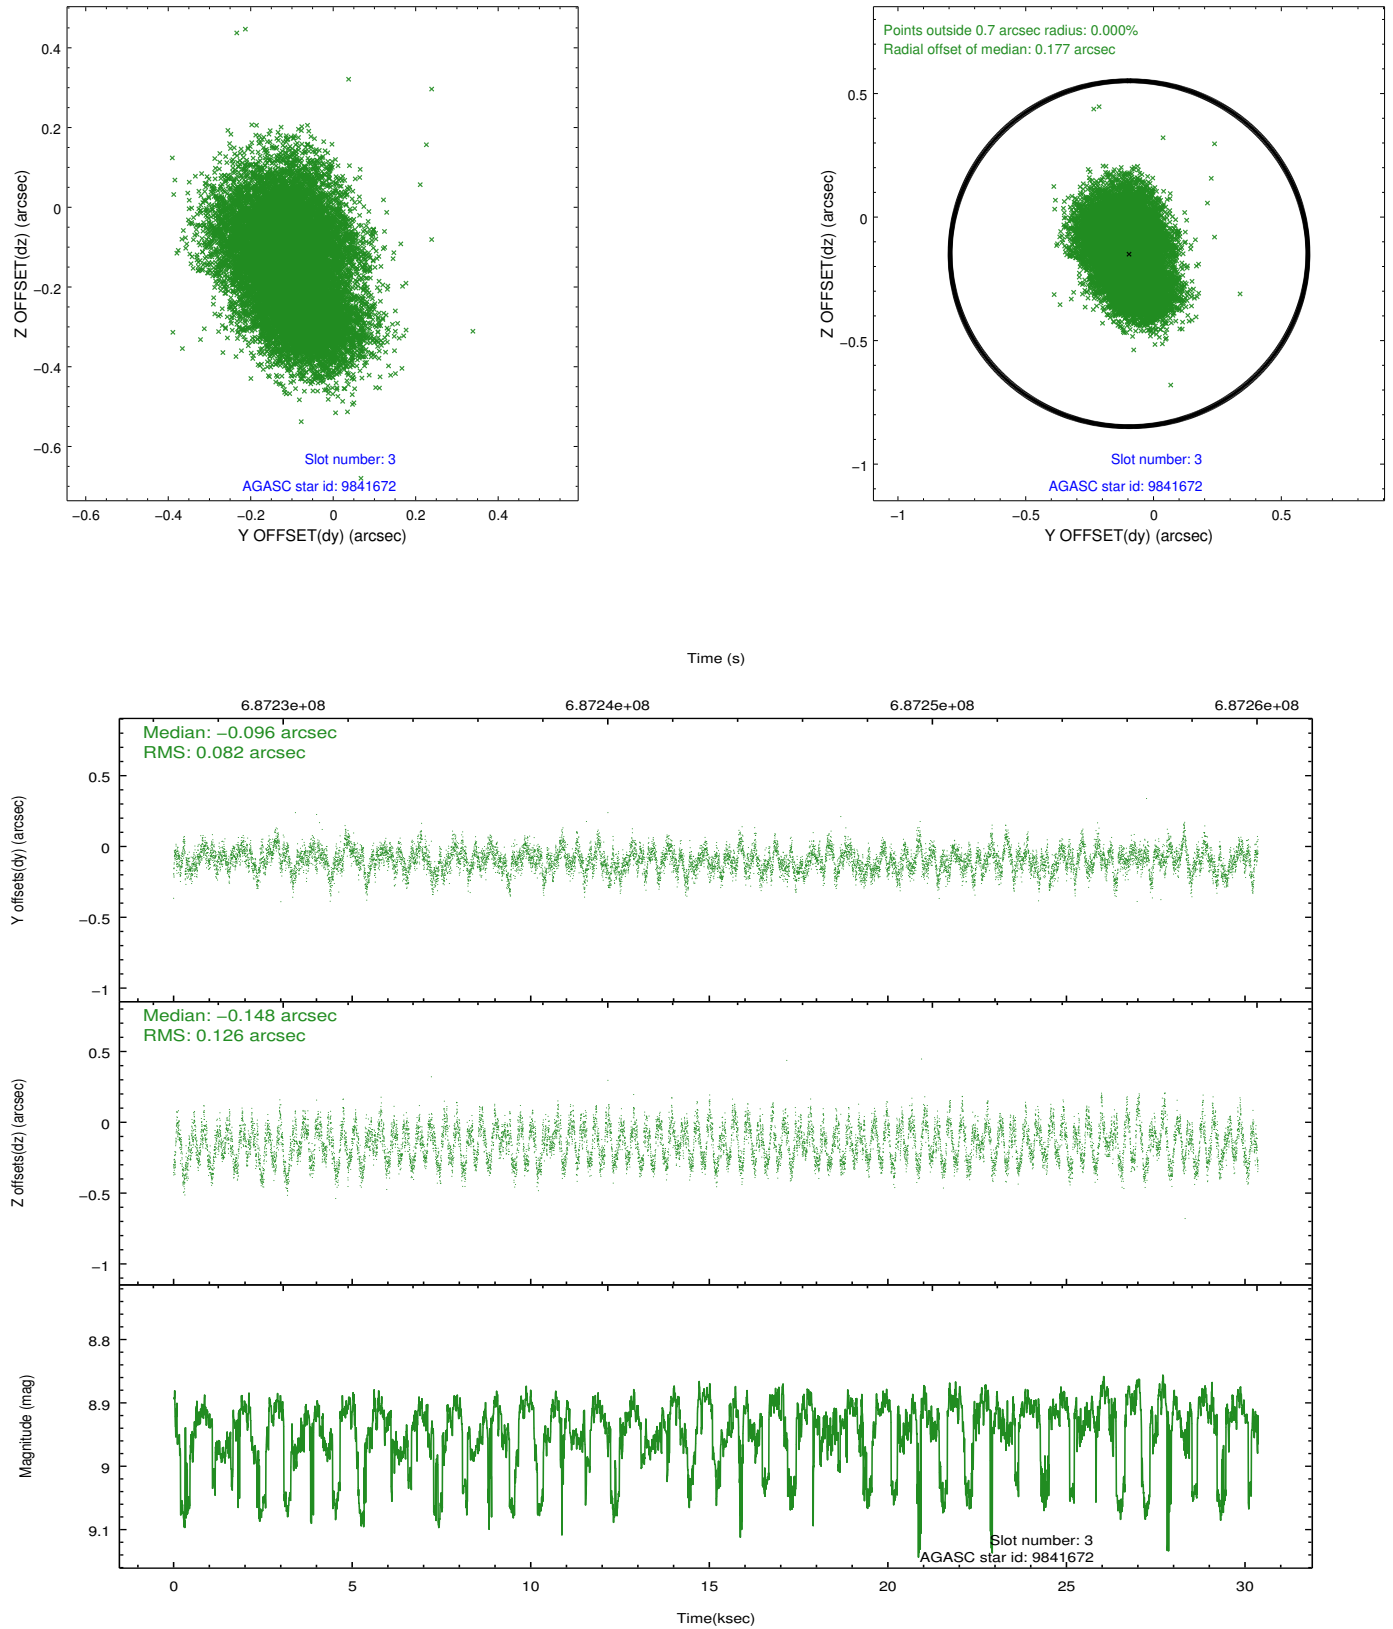 0.4
0.2
0
−0.2
−0.4
−0.6
Z OFFSET(dz) (arcsec)
Slot number: 3
AGASC star id: 9841672
−0.6
−0.4
−0.2
0
0.2
0.4
Y OFFSET(dy) (arcsec)
Points outside 0.7 arcsec radius: 0.000%
Radial offset of median: 0.177 arcsec
0.5
0
−0.5
−1
Z OFFSET(dz) (arcsec)
Slot number: 3
AGASC star id: 9841672
−1
−0.5
0
0.5
Y OFFSET(dy) (arcsec)
Time (s)
6.8723e+08
6.8724e+08
6.8725e+08
6.8726e+08
Median: −0.096 arcsec
RMS: 0.082 arcsec
0.5
0
−0.5
−1
Y offsets(dy) (arcsec)
Median: −0.148 arcsec
RMS: 0.126 arcsec
0.5
0
−0.5
−1
Z offsets(dz) (arcsec)
8.8
8.9
9
9.1
Magnitude (mag)
Slot number: 3
AGASC star id: 9841672
0
5
10
15
20
25
30
Time(ksec)